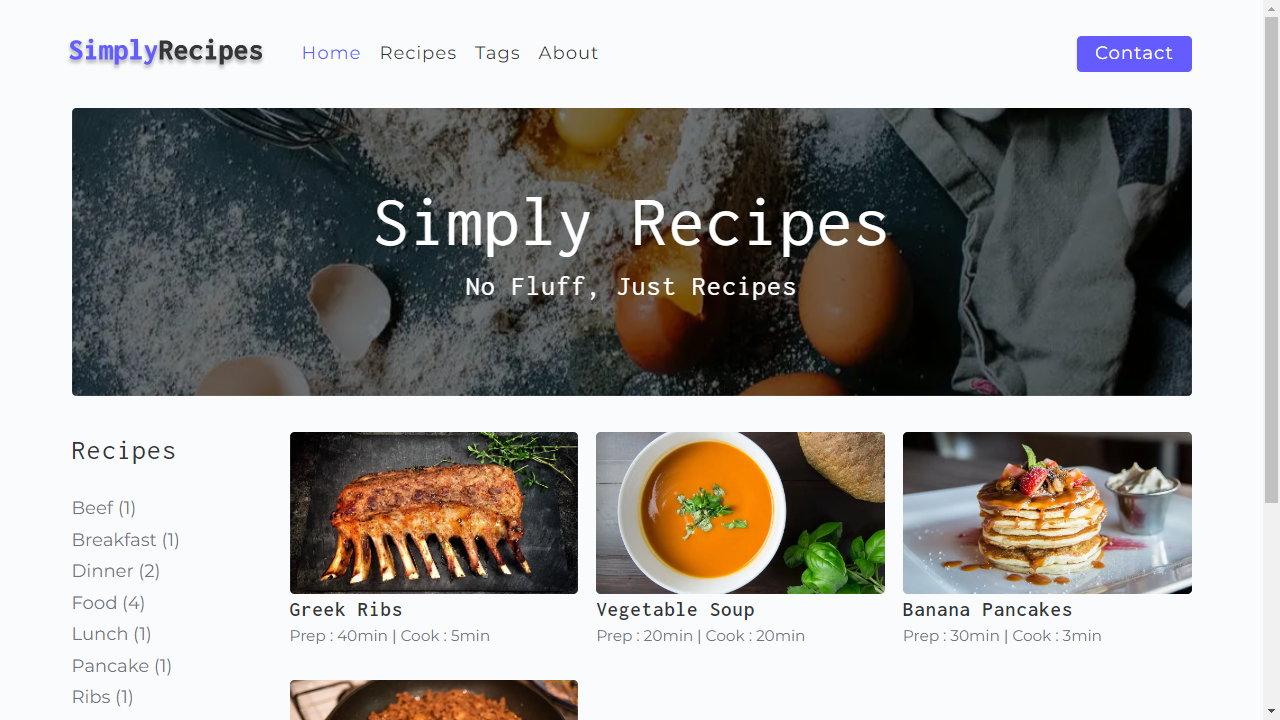 SimplyRecipes
Home Recipes Tags About
Contact
Simply Recipes
No Fluff, Just Recipes
Recipes
Beef (1)
Breakfast (1)
Dinner (2)
Food (4)
Lunch (1)
Pancake (1)
Ribs (1)
Greek Ribs
Prep : 40min | Cook : 5min
Vegetable Soup
Prep : 20min | Cook : 20min
Banana Pancakes
Prep : 30min | Cook : 3min